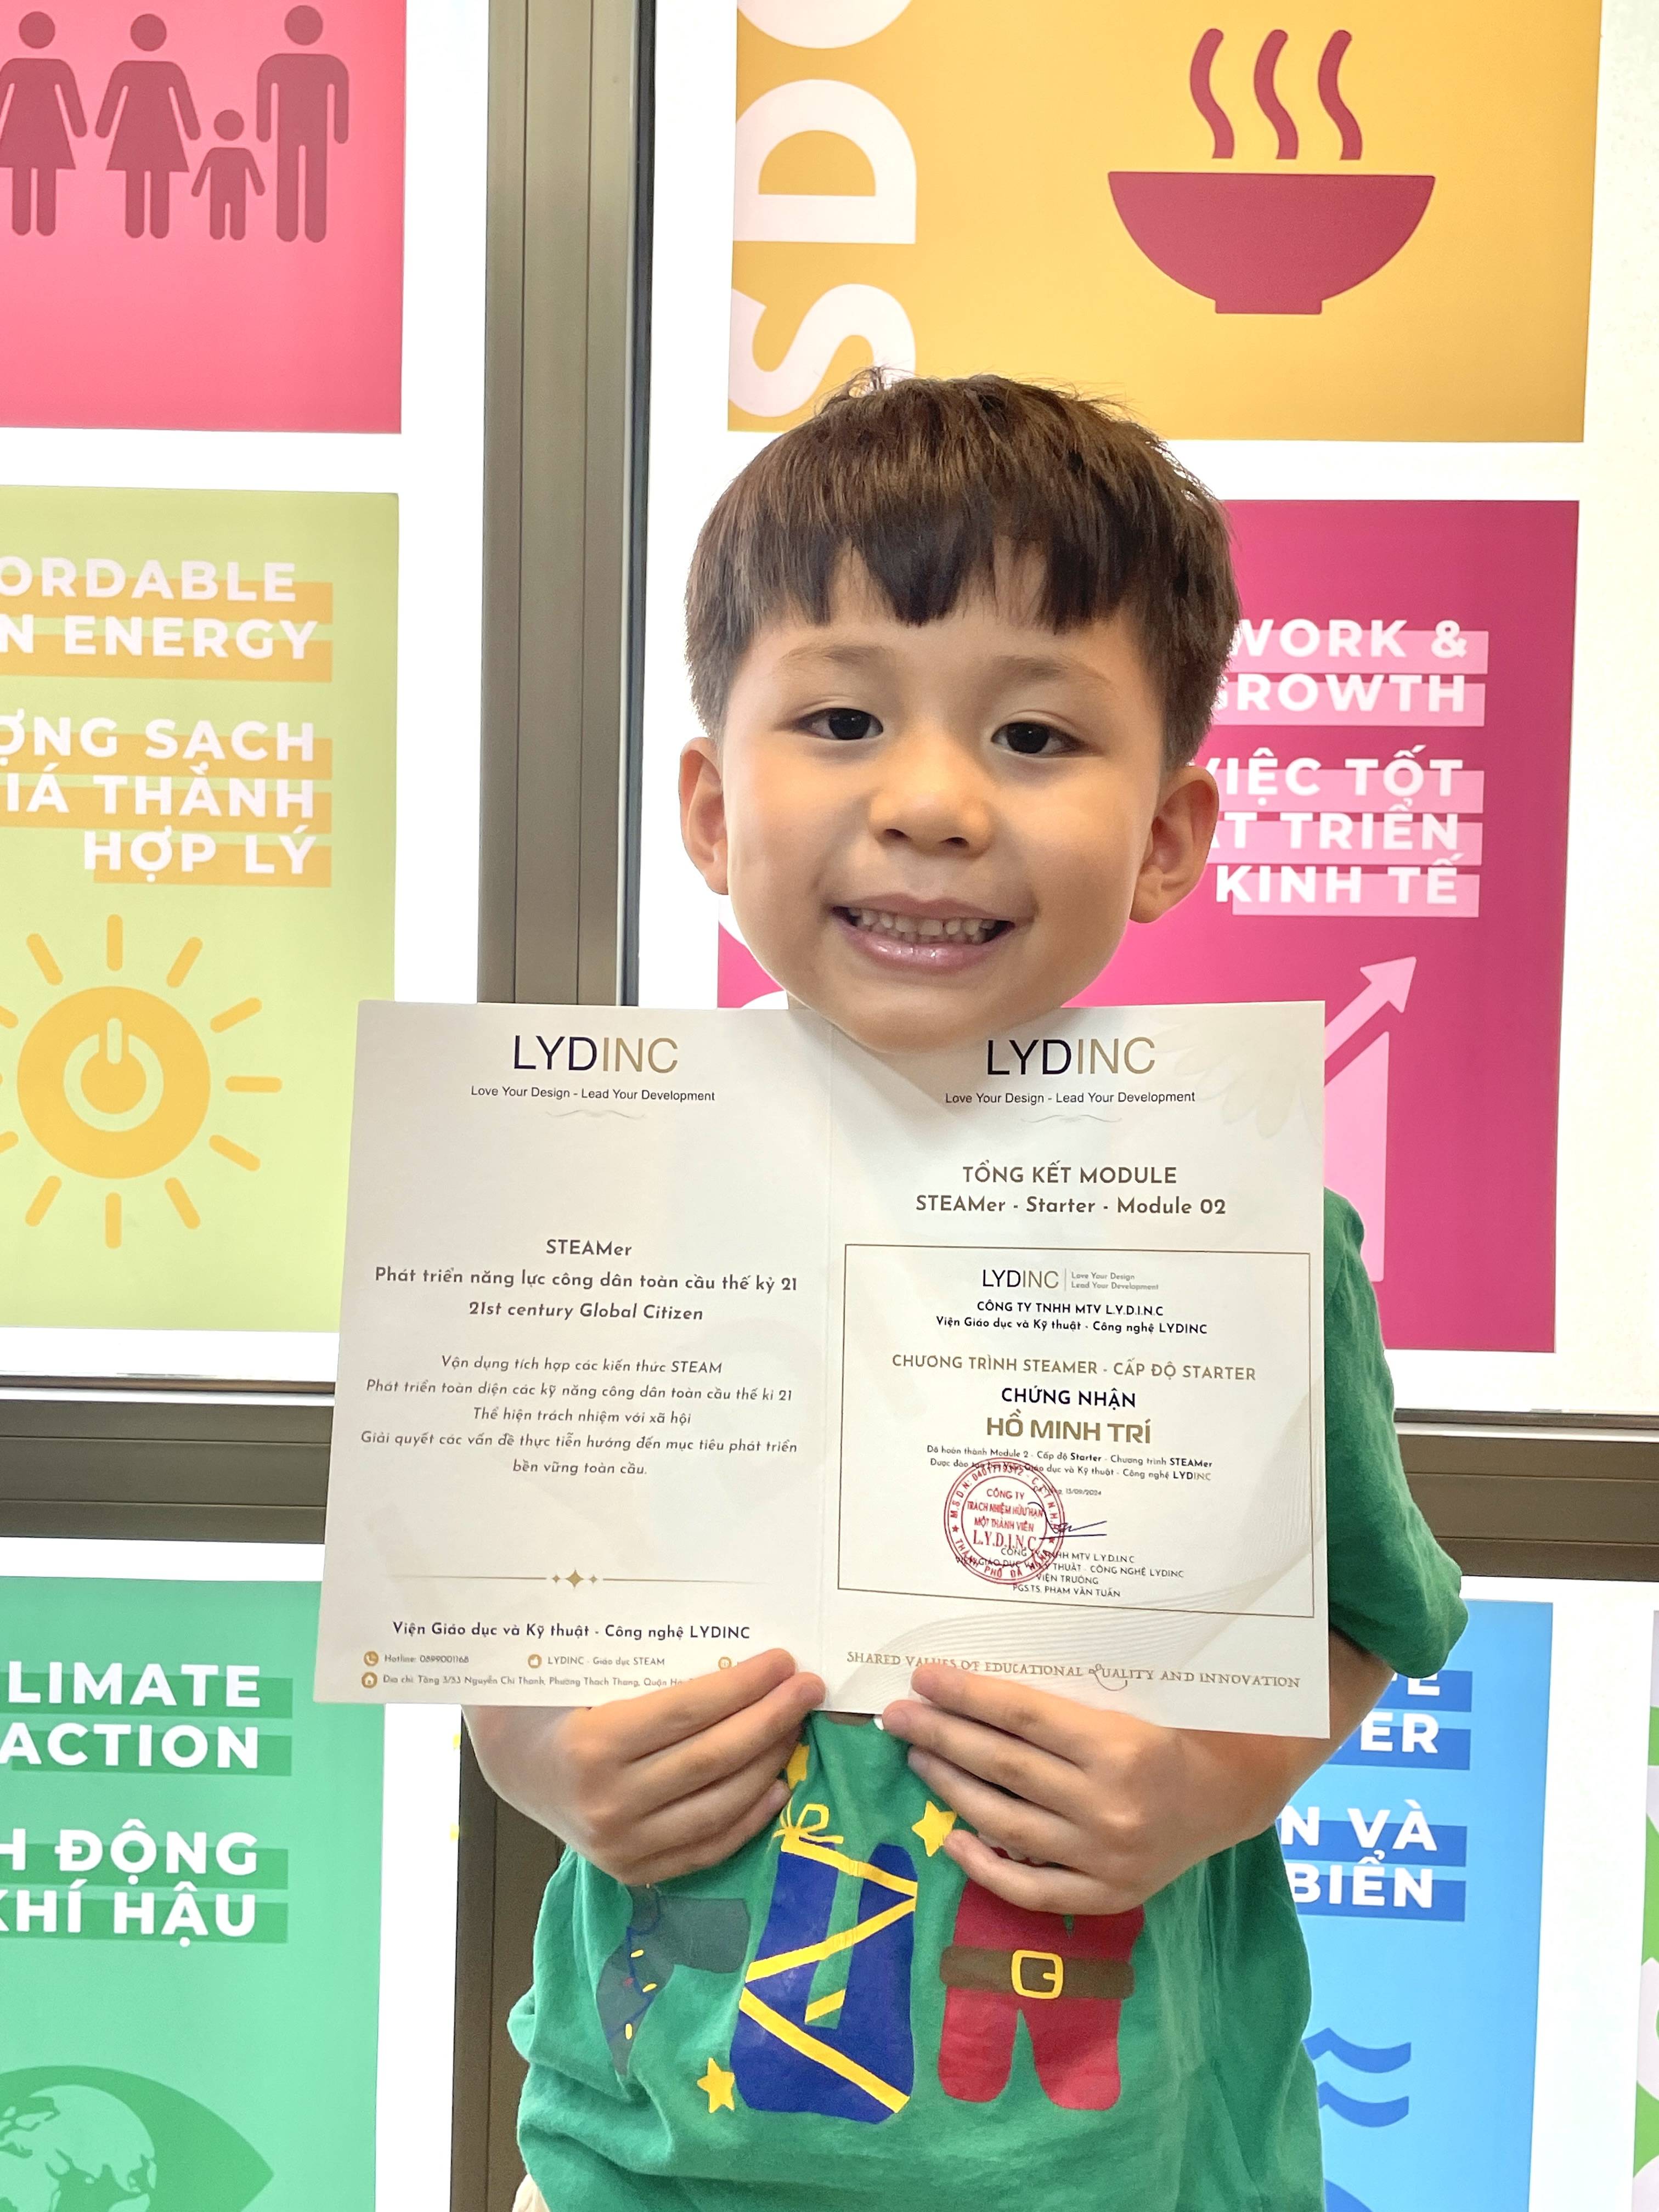 SDG
ORDABLE
N ENERGY
ỢNG SẠCH
IÁ THÀNH
HỢP LÝ
WORK &
GROWTH
VIỆC TỐT
ÁT TRIỂN
KINH TẾ
LYDINC
Love Your Design - Lead Your Development
STEAMer
Phát triển năng lực công dân toàn cầu thế kỷ 21
21st century Global Citizen
Vận dụng tích hợp các kiến thức STEAM
Phát triển toàn diện các kỹ năng công dân toàn cầu thế kỉ 21
Thể hiện trách nhiệm với xã hội
Giải quyết các vấn đề thực tiễn hướng đến mục tiêu phát triển
bền vững toàn cầu.
Viện Giáo dục và Kỹ thuật - Công nghệ LYDINC
Hotline: 0899001168
LYDINC - Giáo dục STEAM
Địa chỉ: Tầng 3/53 Nguyễn Chí Thanh, Phường Thạch Thang, Quận
LYDINC
Love Your Design - Lead Your Development
TỔNG KẾT MODULE
STEAMer - Starter - Module 02
LYDINC
Love Your Design
Lead Your Development
CÔNG TY TNHH MTV L.Y.D.I.N.C
Viện Giáo dục và Kỹ thuật - Công nghệ LYDINC
CHƯƠNG TRÌNH STEAMER - CẤP ĐỘ STARTER
CHỨNG NHẬN
HỒ MINH TRÍ
Đã hoàn thành Module 2 - Cấp độ Starter - Chương trình STEAMer
Được đào tạo dục và Kỹ thuật - Công nghệ LYDINC
13/09/2024
CÔNG TY
TRÁCH NHIỆM HỮU HẠN
MỘT THÀNH VIÊN
L.Y.D.I.N.C
CÔNG TY TNHH MTV L.Y.D.I.N.C
VIỆN GIÁO DỤC VÀ KỸ THUẬT - CÔNG NGHỆ LYDINC
VIỆN TRƯỞNG
PGS.TS. PHẠM VĂN TUẤN
SHARED VALUES OF EDUCATIONAL QUALITY AND INNOVATION
LIMATE
ACTION
H ĐỘNG
KHÍ HẬU
ER
N VÀ
BIỂN